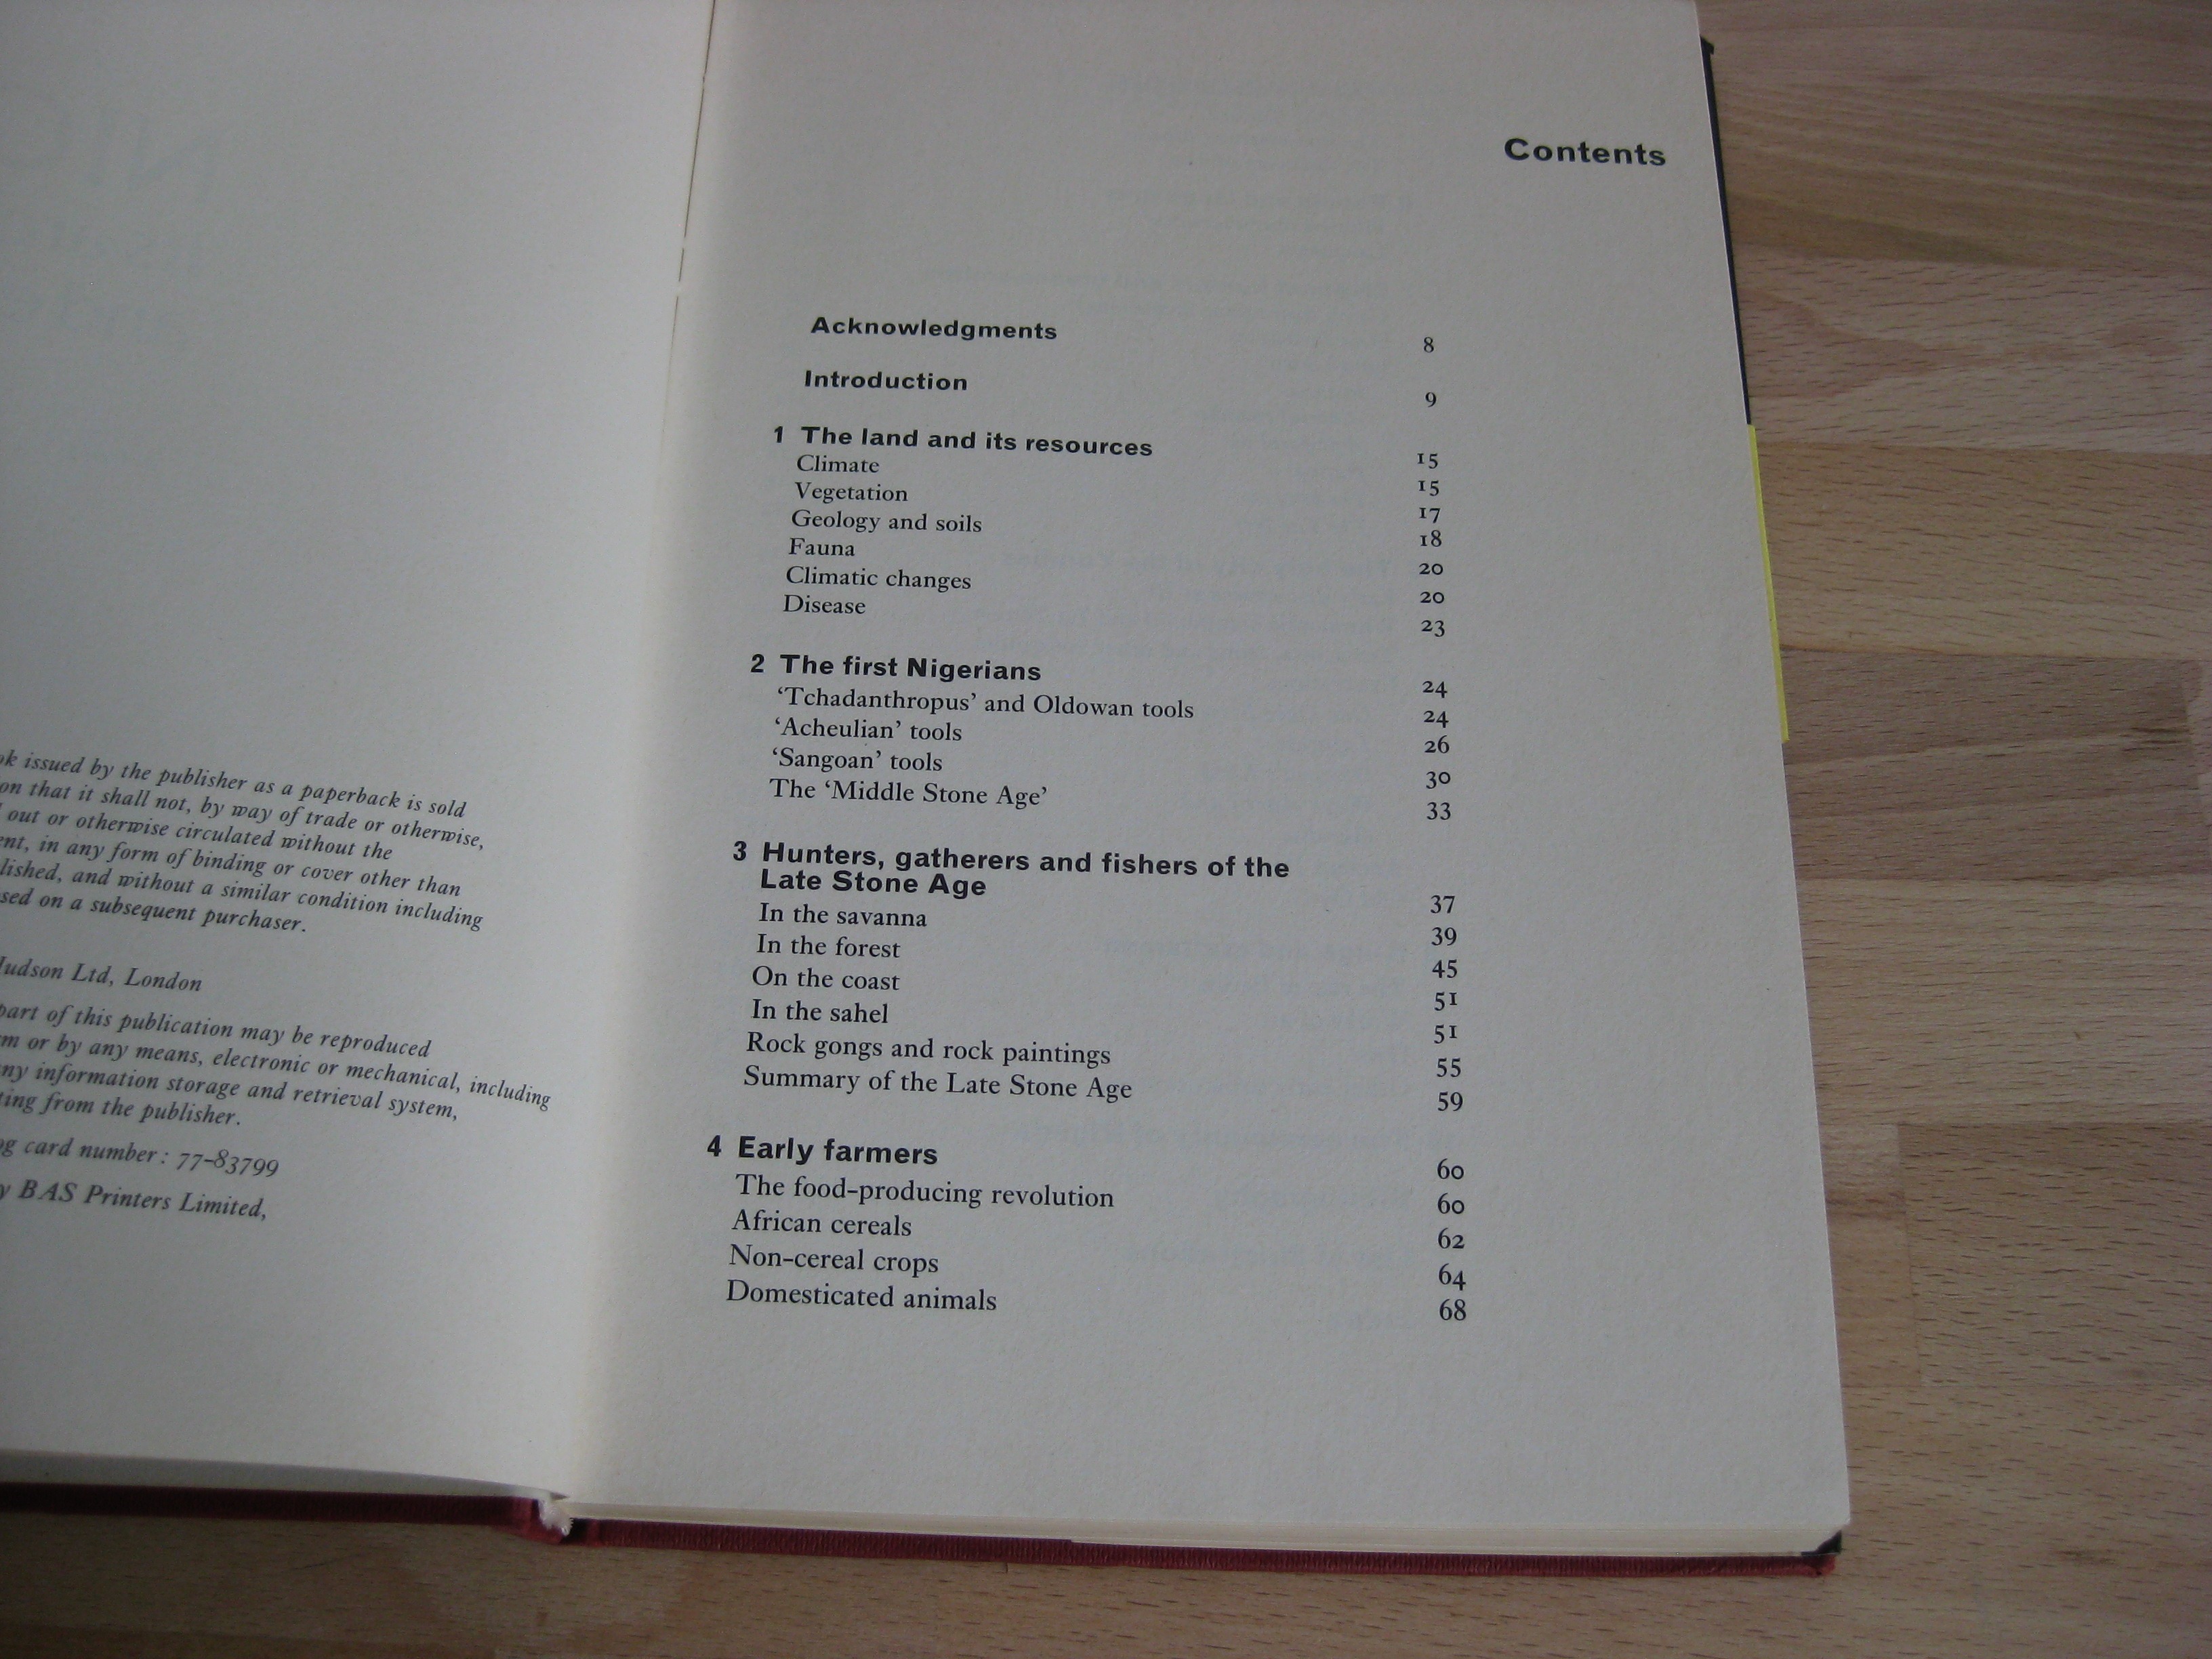 ok issued by the publisher as a paperback is sold
on that it shall not, by way of trade or otherwise,
out or otherwise circulated without the
ent, in any form of binding or cover other than
lished, and without a similar condition including
sed on a subsequent purchaser.
Hudson Ltd, London
part of this publication may be reproduced
m or by any means, electronic or mechanical, including
ny information storage and retrieval system,
ting from the publisher.
og card number: 77-83799
y BAS Printers Limited,
Contents
Acknowledgments 8
Introduction 9
1 The land and its resources 15
Climate 15
Vegetation 17
Geology and soils 18
Fauna 20
Climatic changes 20
Disease 23
2 The first Nigerians 24
‘Tchadanthropus’ and Oldowan tools 24
‘Acheulian’ tools 26
‘Sangoan’ tools 30
The ‘Middle Stone Age’ 33
3 Hunters, gatherers and fishers of the
Late Stone Age 37
In the savanna 39
In the forest 45
On the coast 51
In the sahel 51
Rock gongs and rock paintings 55
Summary of the Late Stone Age 59
4 Early farmers 60
The food-producing revolution 60
African cereals 62
Non-cereal crops 64
Domesticated animals 68